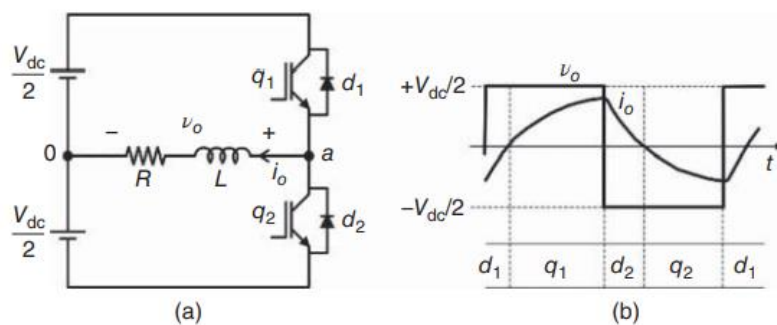 V_dc/2
q̄1
d1
+V_dc/2
ν_o
i_o
−
ν_o
+
0
R
L
i_o
a
t
V_dc/2
q2
d2
−V_dc/2
d1
q1
d2
q2
d1
(a)
(b)